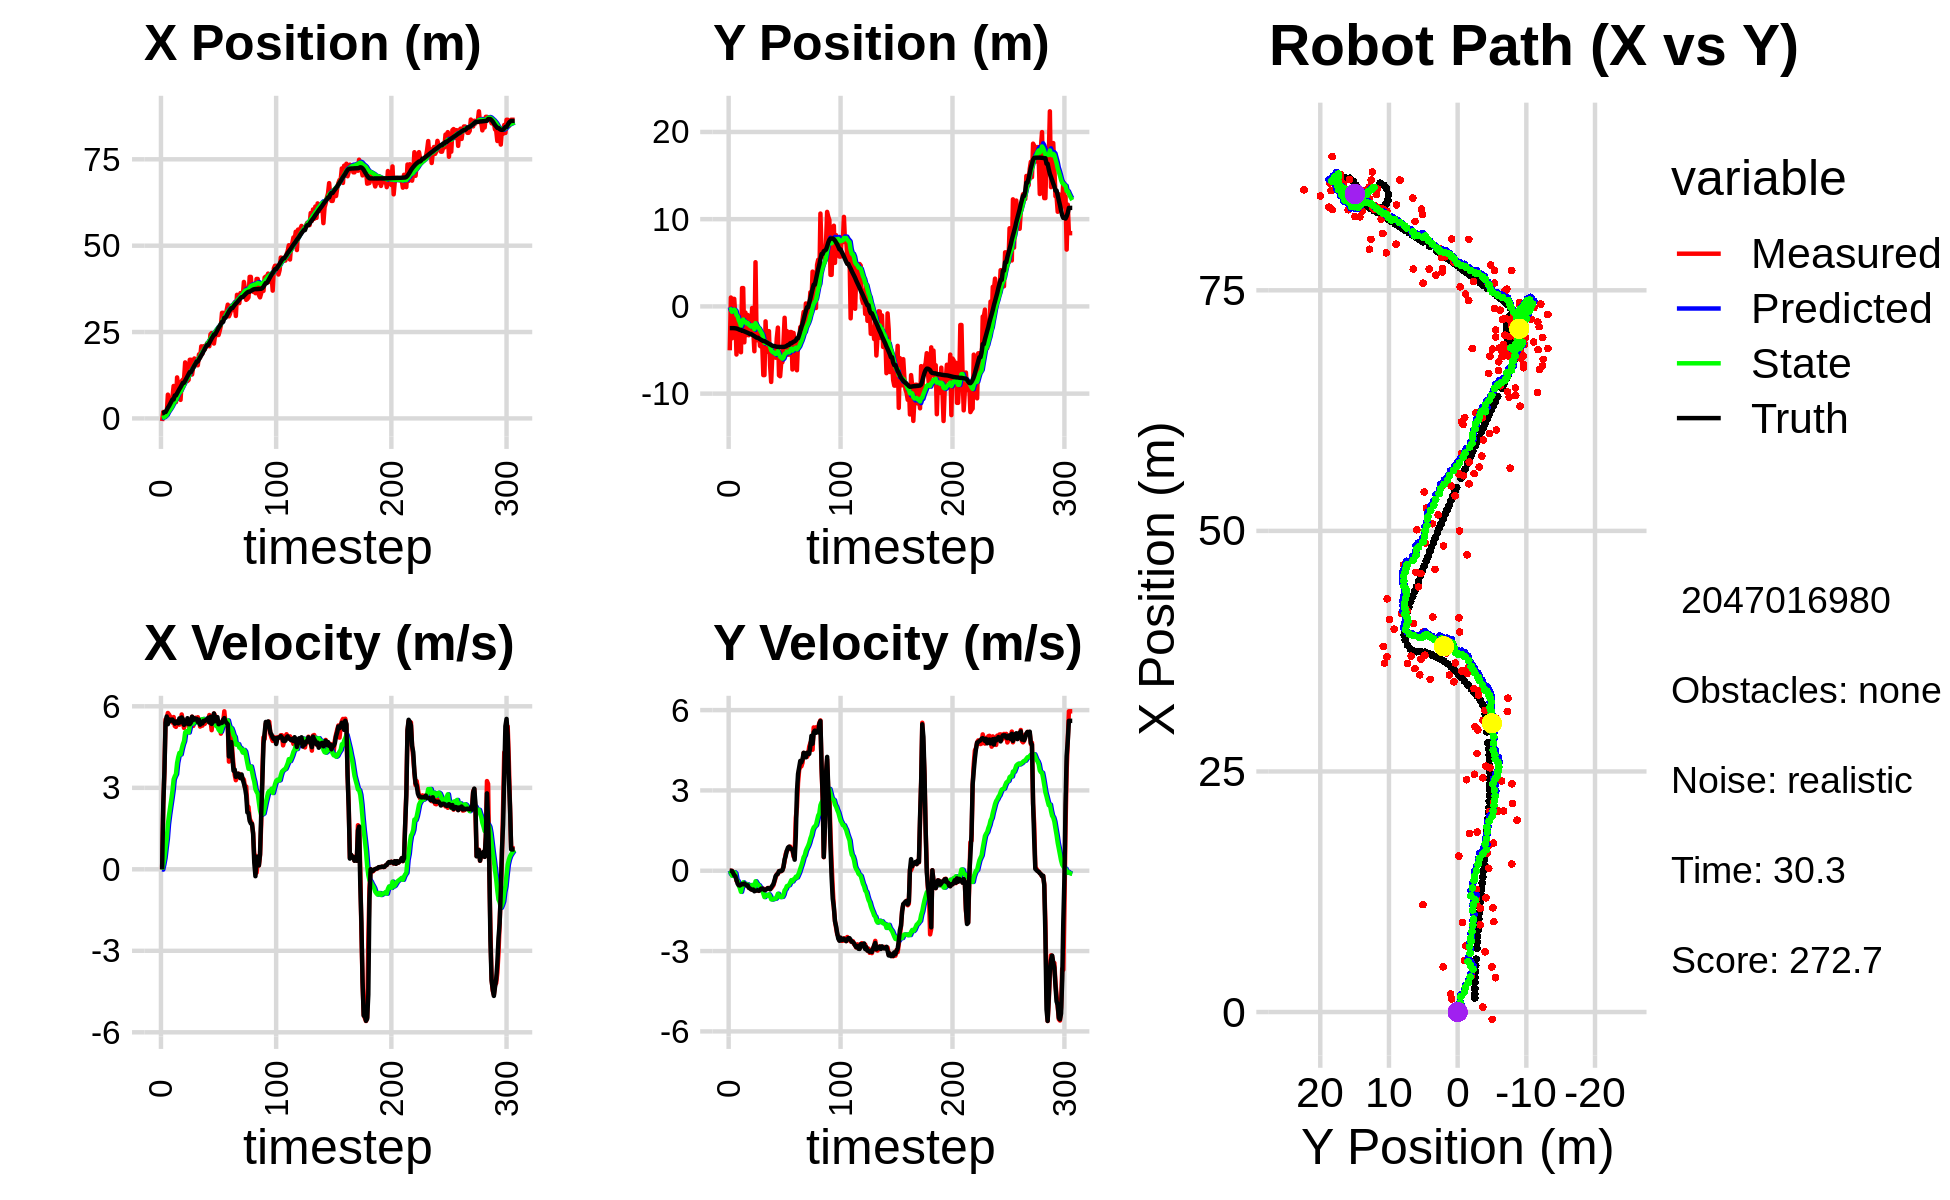 X Position (m)
75
50
25
0
0
100
200
300
timestep
Y Position (m)
20
10
0
-10
0
100
200
300
timestep
X Velocity (m/s)
6
3
0
-3
-6
0
100
200
300
timestep
Y Velocity (m/s)
6
3
0
-3
-6
0
100
200
300
timestep
Robot Path (X vs Y)
X Position (m)
75
50
25
0
20 10 0 -10 -20
Y Position (m)
variable
Measured
Predicted
State
Truth
2047016980
Obstacles: none
Noise: realistic
Time: 30.3
Score: 272.7